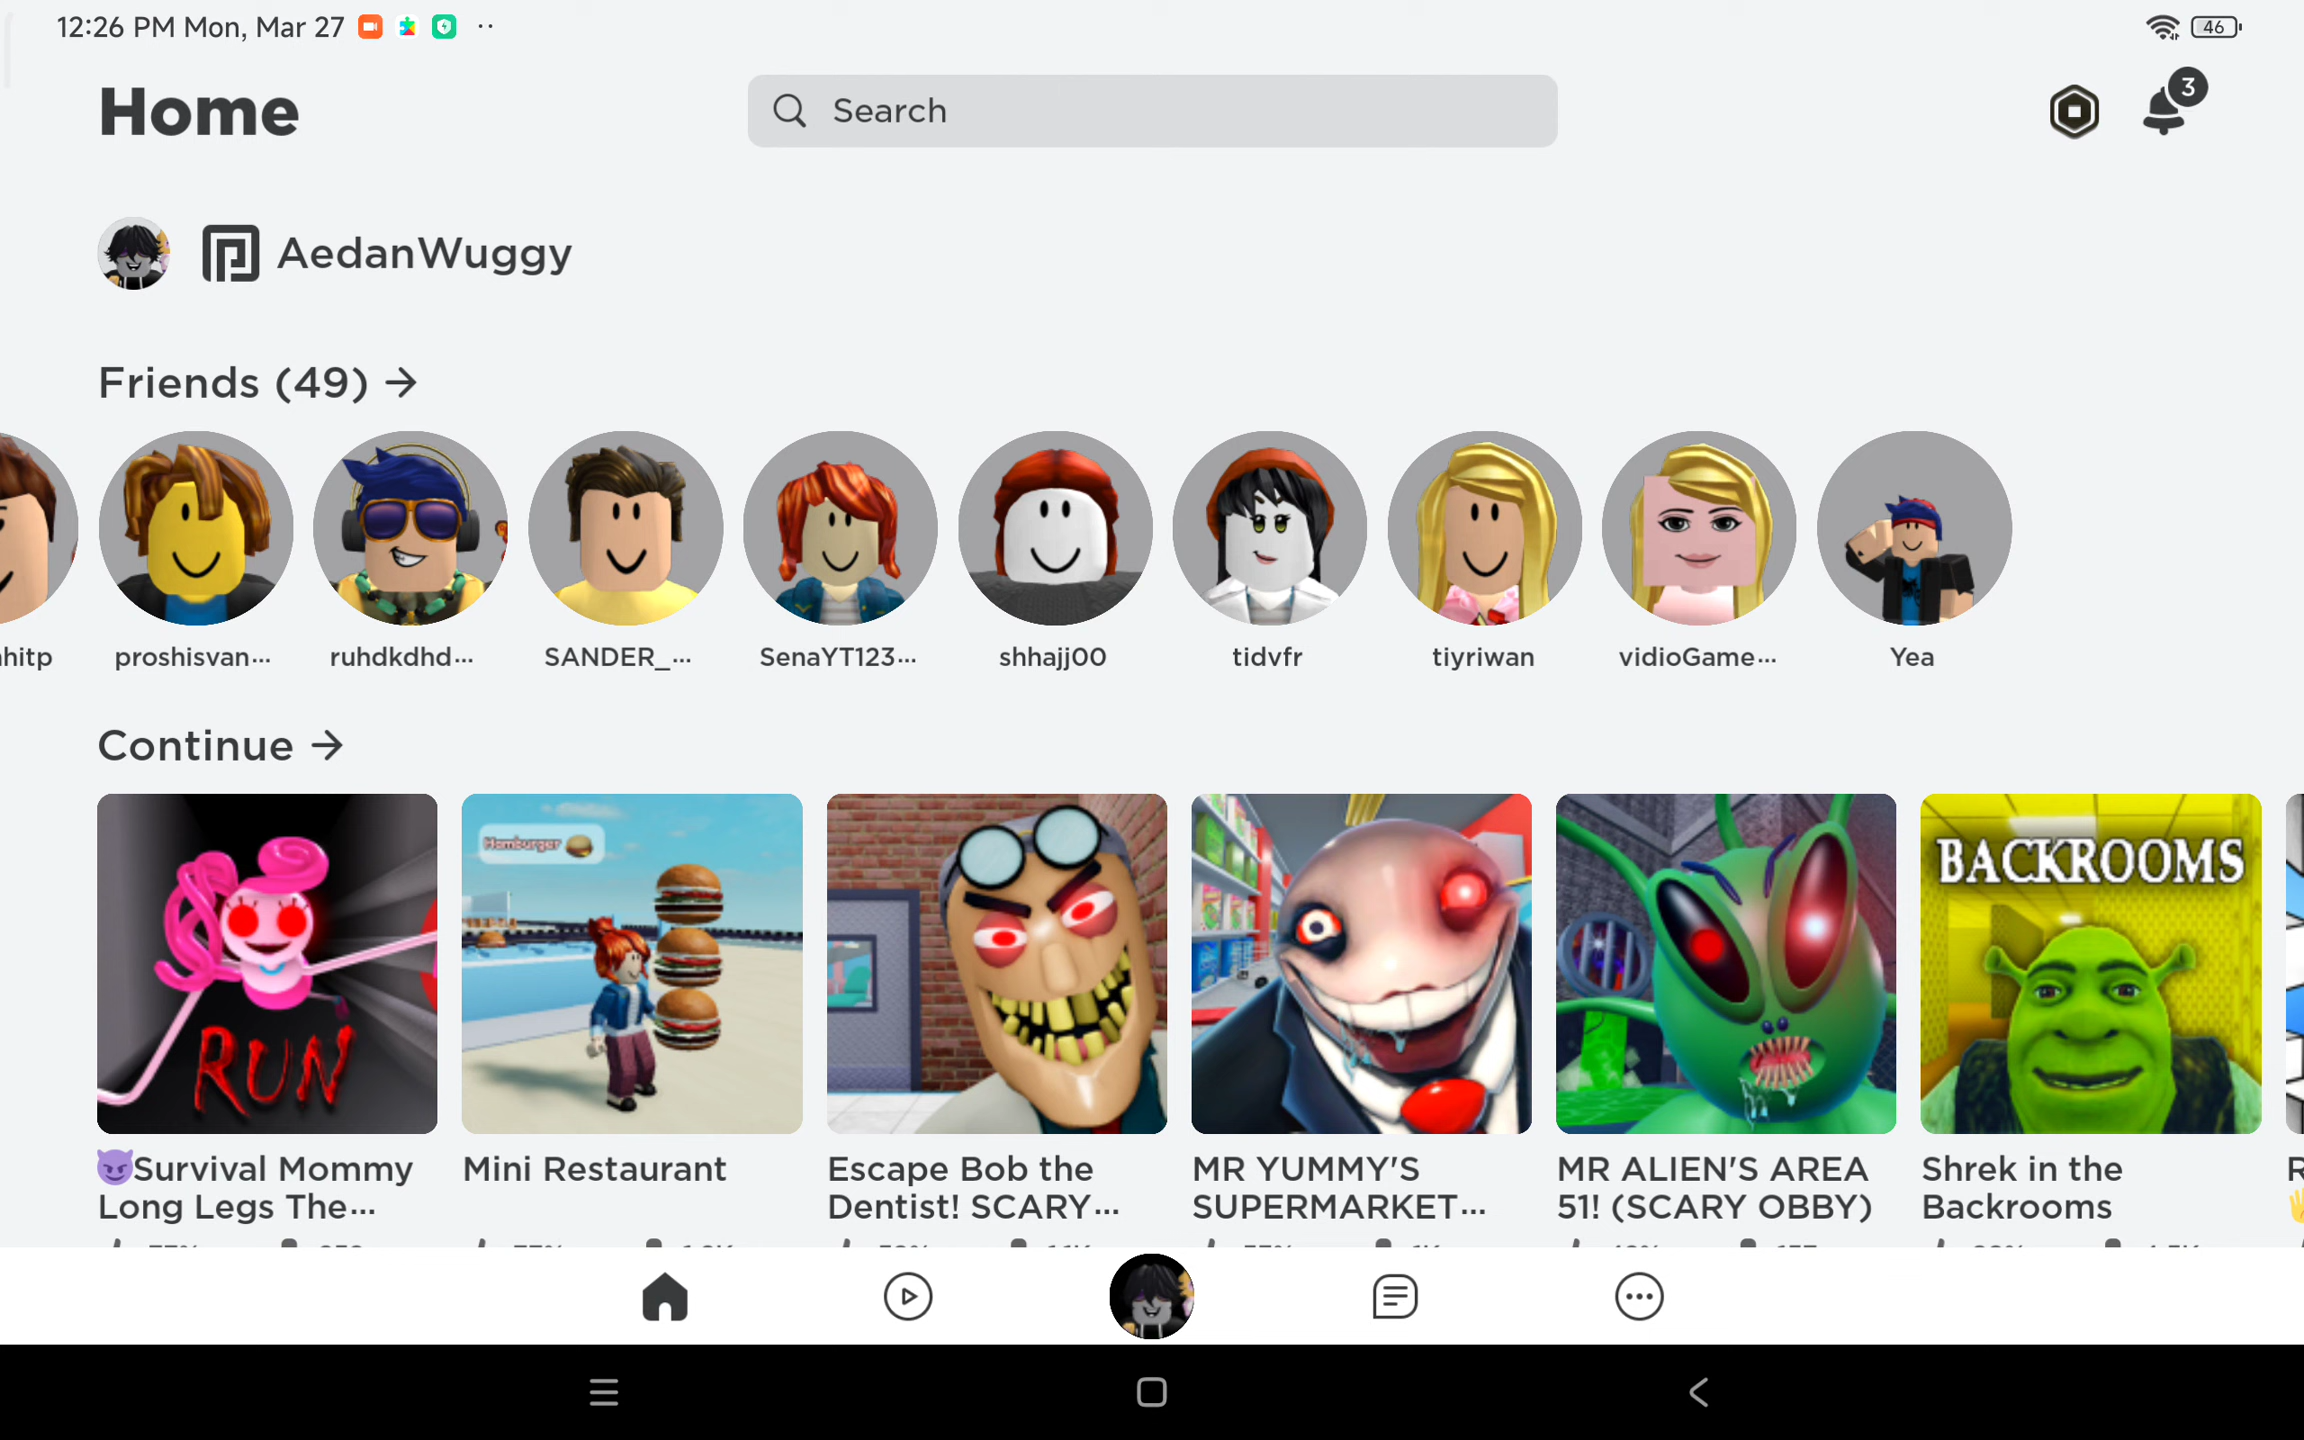 12:26 PM Mon, Mar 27
46
Home
Search
3
AedanWuggy
Friends (49) →
hitp
proshisvan...
ruhdkdhd...
SANDER_...
SenaYT123...
shhajj00
tidvfr
tiyriwan
vidioGame...
Yea
Continue →
RUN
Hamburger
BACKROOMS
😈Survival Mommy
Long Legs The...
Mini Restaurant
Escape Bob the
Dentist! SCARY...
MR YUMMY'S
SUPERMARKET...
MR ALIEN'S AREA
51! (SCARY OBBY)
Shrek in the
Backrooms